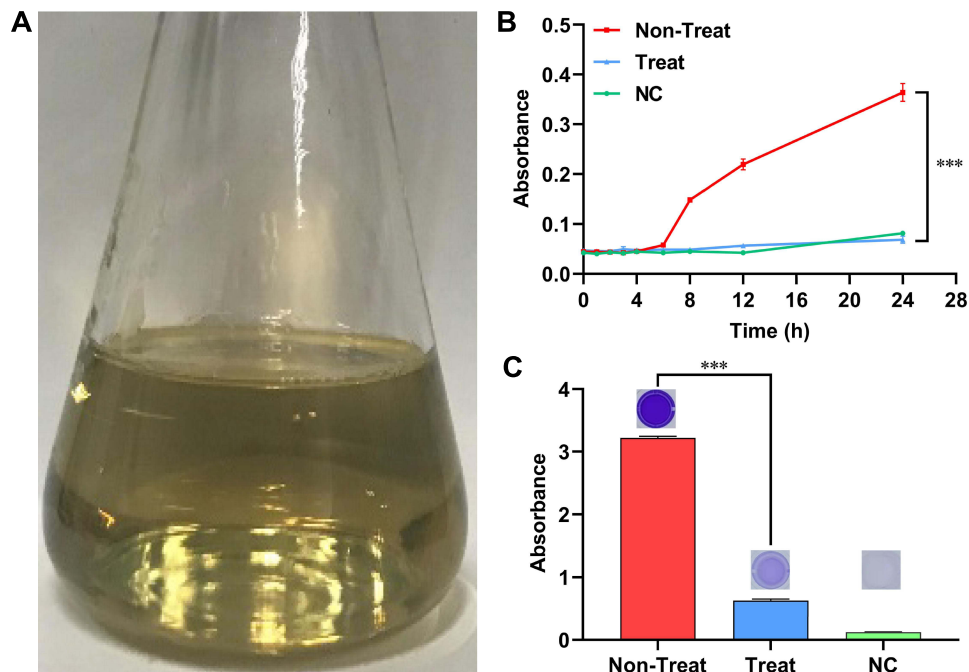 A
B
0.5
0.4
0.3
0.2
0.1
0.0
Absorbance
Non-Treat
Treat
NC
***
0 4 8 12 16 20 24 28
Time (h)
C
4
3
2
1
0
Absorbance
***
Non-Treat Treat NC